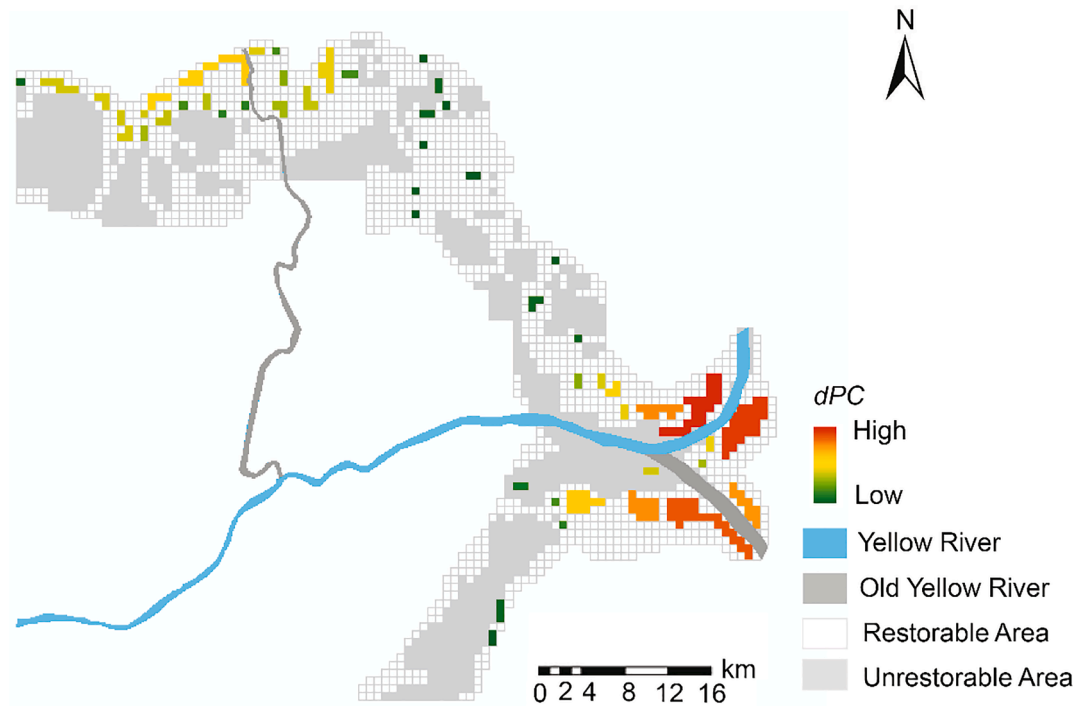 N
dPC
High
Low
Yellow River
Old Yellow River
Restorable Area
Unrestorable Area
km
0 2 4 8 12 16